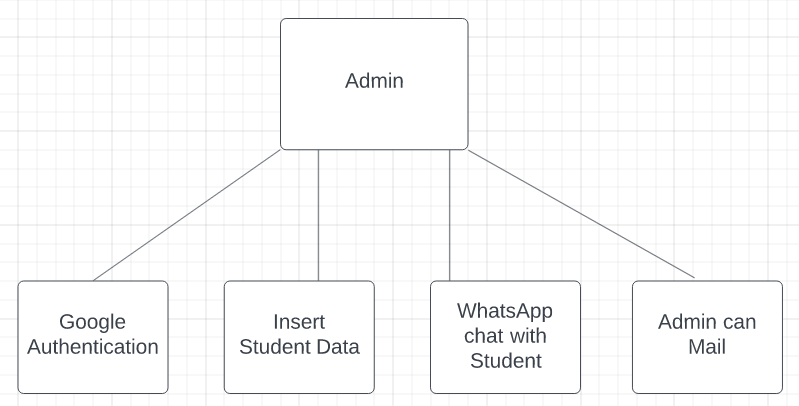 Admin
Google
Authentication
Insert
Student Data
WhatsApp
chat with
Student
Admin can
Mail